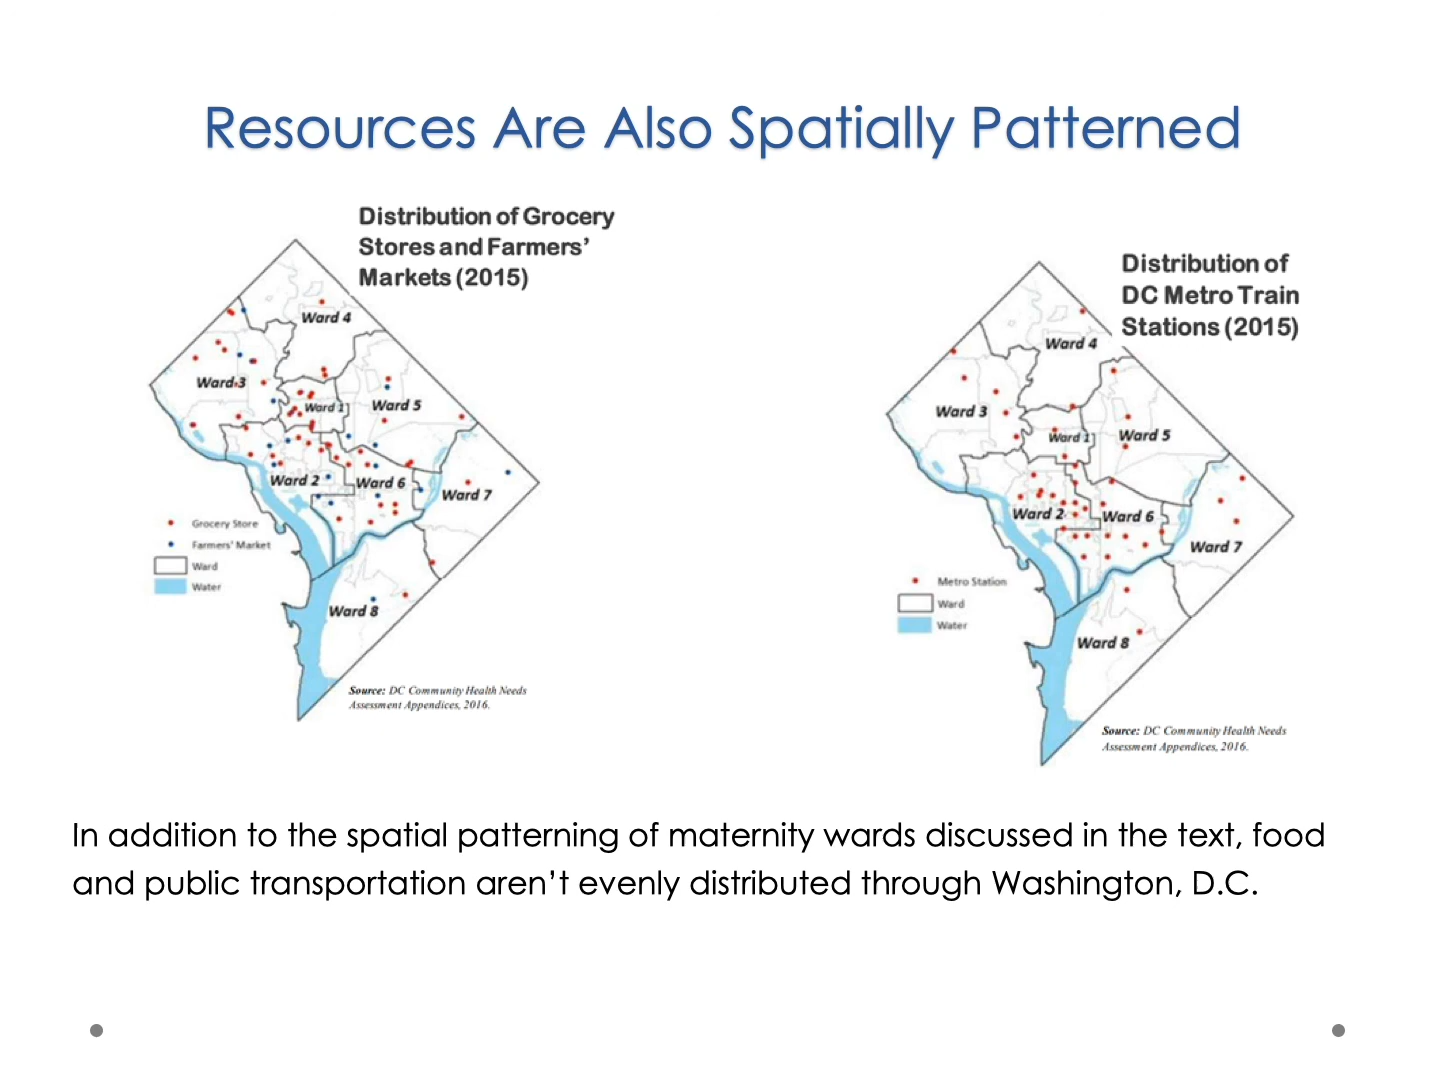 Resources Are Also Spatially Patterned
Distribution of Grocery
Stores and Farmers’
Markets (2015)
Ward 4
Ward 3
Ward 1
Ward 5
Ward 2
Ward 6
Ward 7
Grocery Store
Farmers' Market
Ward
Water
Ward 8
Source: DC Community Health Needs
Assessment Appendices, 2016.
Distribution of
DC Metro Train
Stations (2015)
Ward 4
Ward 3
Ward 1
Ward 5
Ward 2
Ward 6
Ward 7
Metro Station
Ward
Water
Ward 8
Source: DC Community Health Needs
Assessment Appendices, 2016.
In addition to the spatial patterning of maternity wards discussed in the text, food
and public transportation aren’t evenly distributed through Washington, D.C.